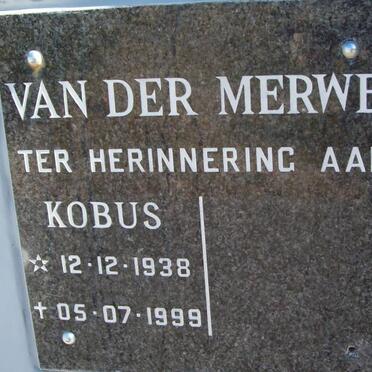 VAN DER MERWE
TER HERINNERING AAN
KOBUS
☆ 12·12·1938
✝ 05·07·1999